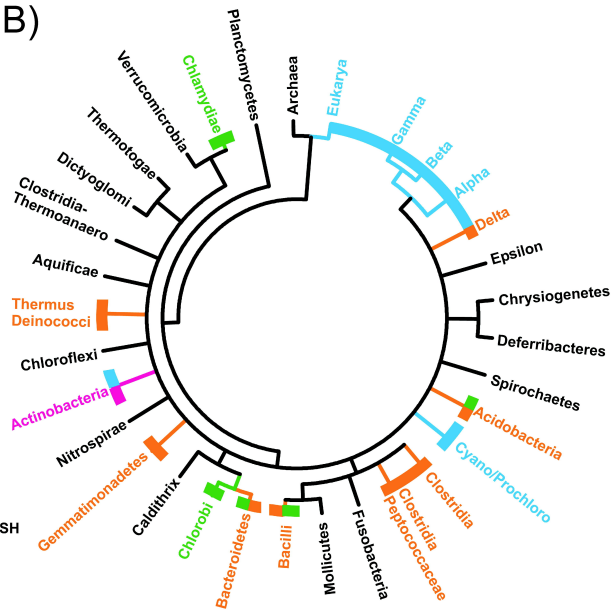 B)
Planctomycetes
Archaea
Eukarya
Gamma
Beta
Alpha
Delta
Epsilon
Chrysiogenetes
Deferribacteres
Spirochaetes
Acidobacteria
Cyano/Prochloro
Clostridia
Clostridia
Peptococcaceae
Fusobacteria
Mollicutes
Bacilli
Bacteroidetes
Chlorobi
Caldithrix
Gemmatimonadetes
Nitrospirae
Actinobacteria
Chloroflexi
Thermus
Deinococci
Aquificae
Clostridia-
Thermoanaero
Dictyoglomi
Thermotogae
Verrucomicrobia
Chlamydiae
SH